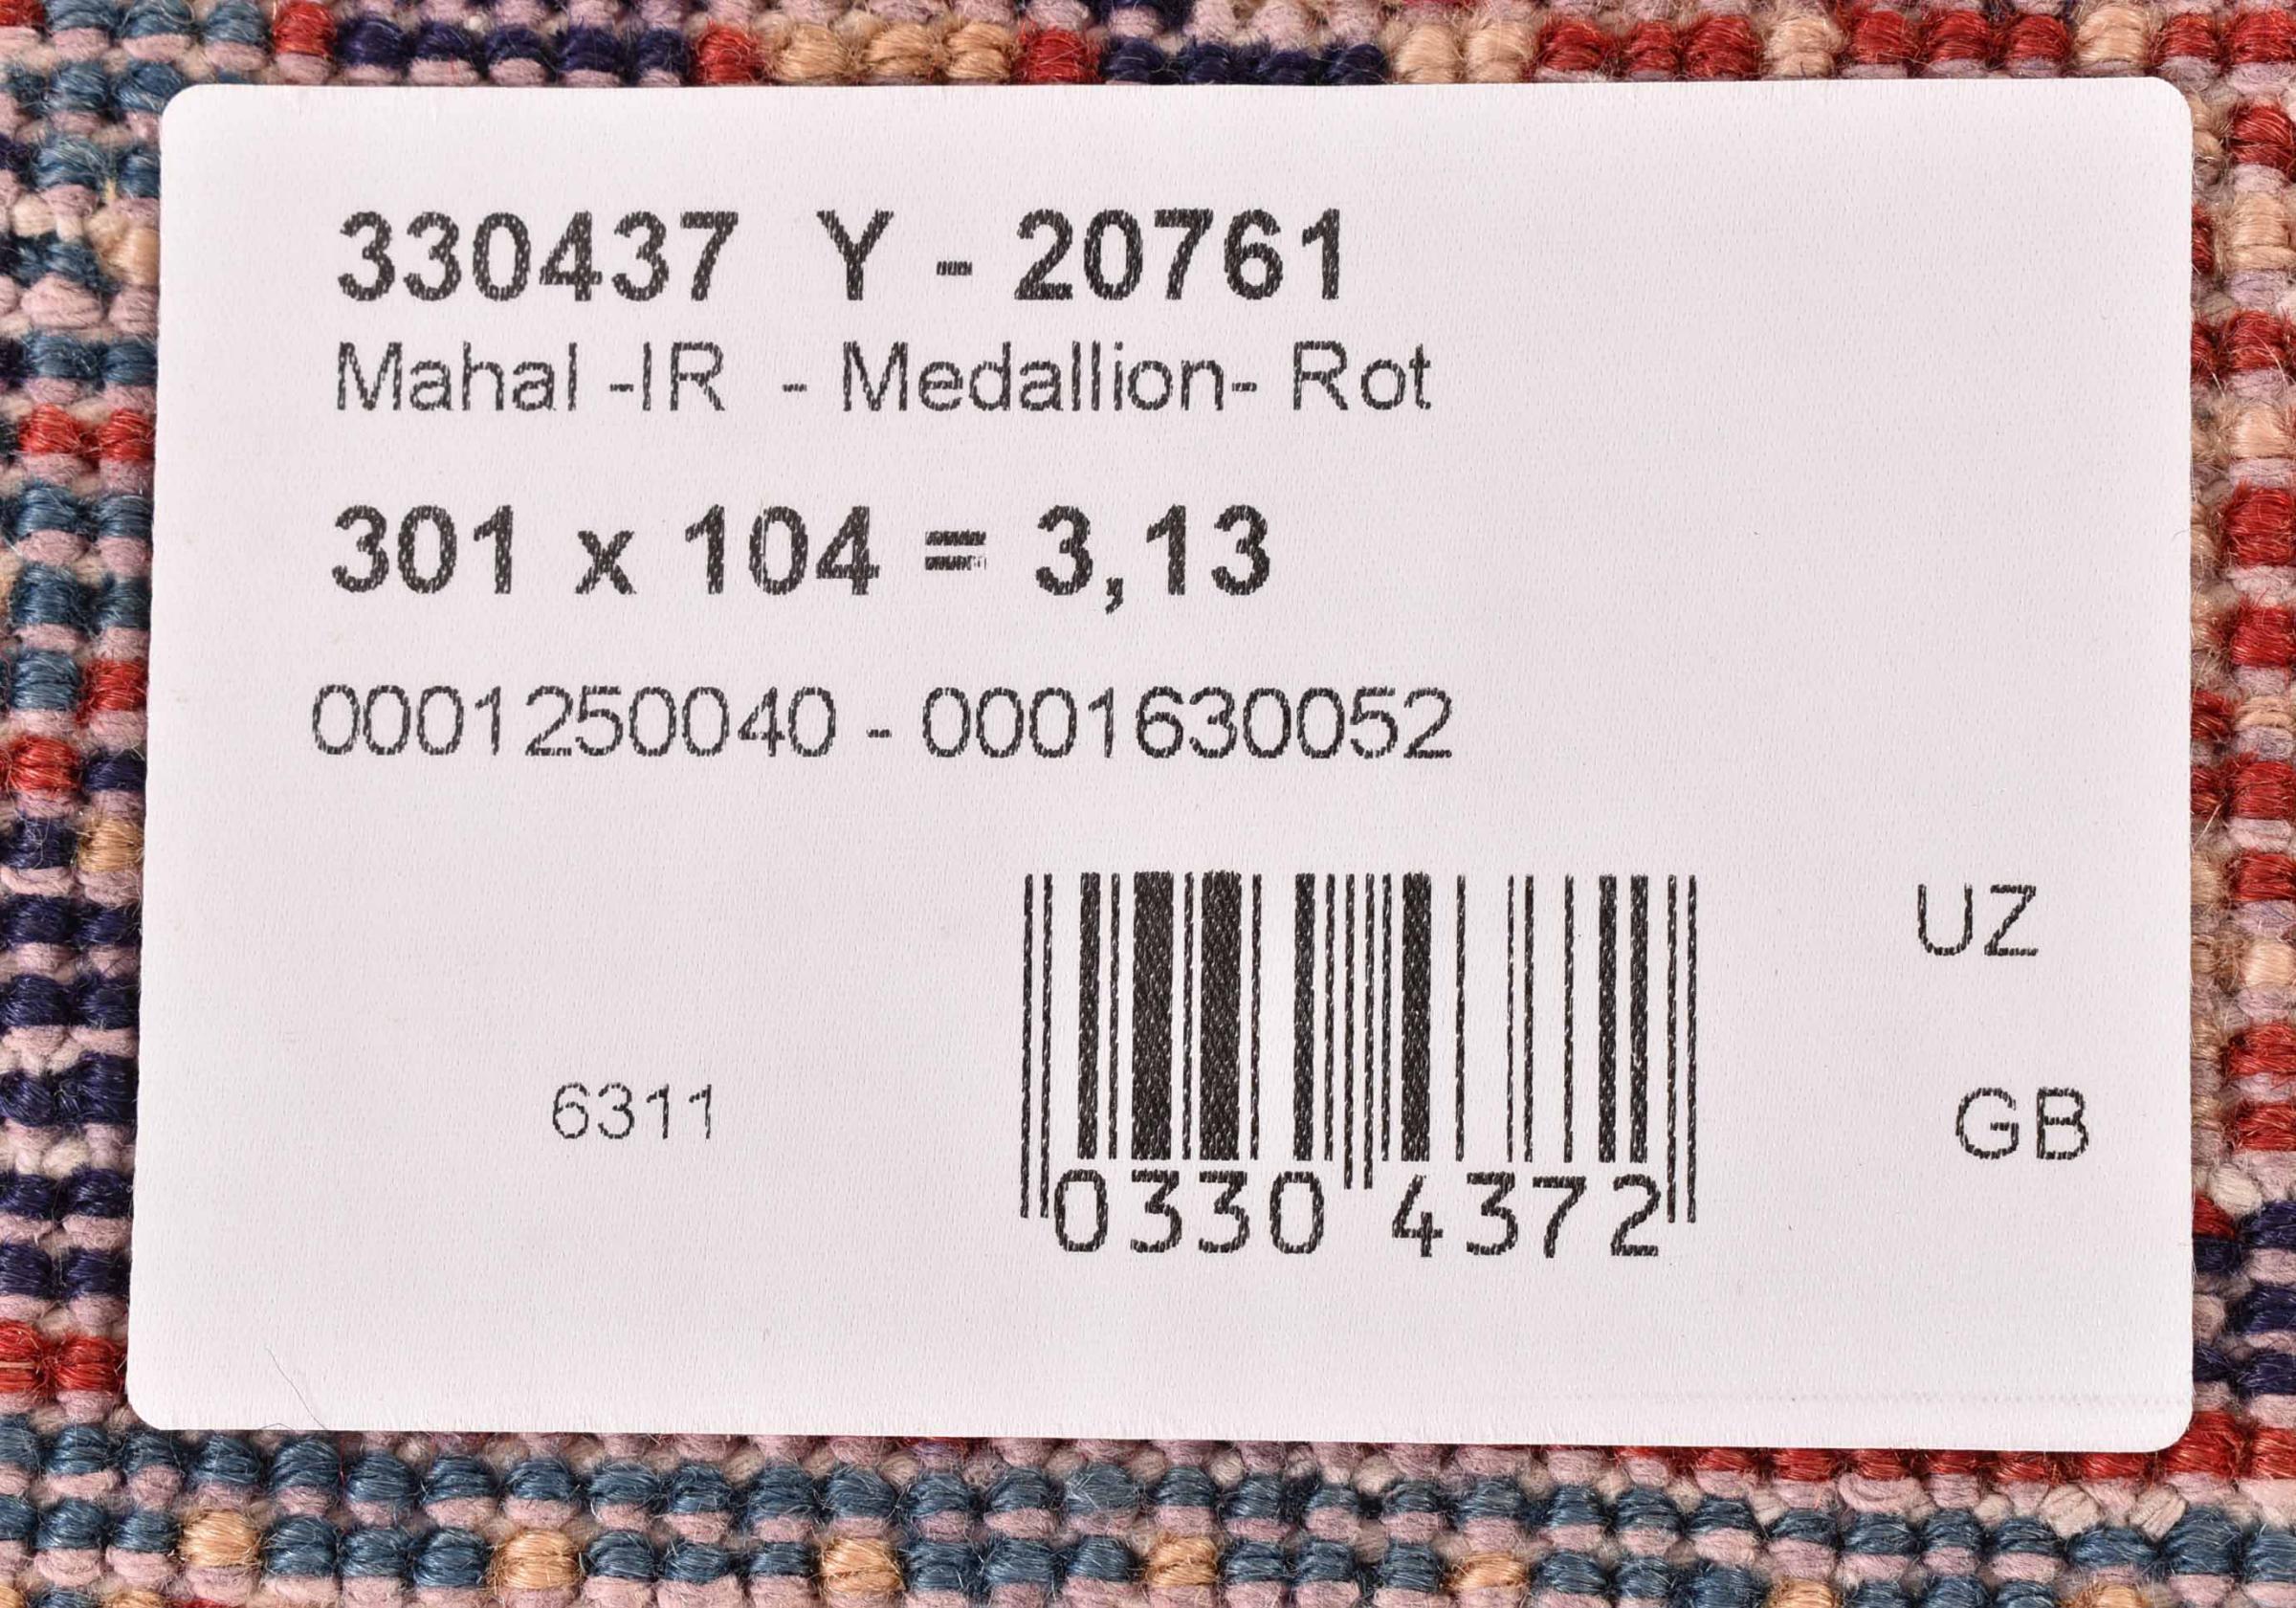 330437 Y - 20761
Mahal -IR - Medallion- Rot
301 x 104 = 3,13
0001250040 - 0001630052
UZ
6311
GB
0330 4372